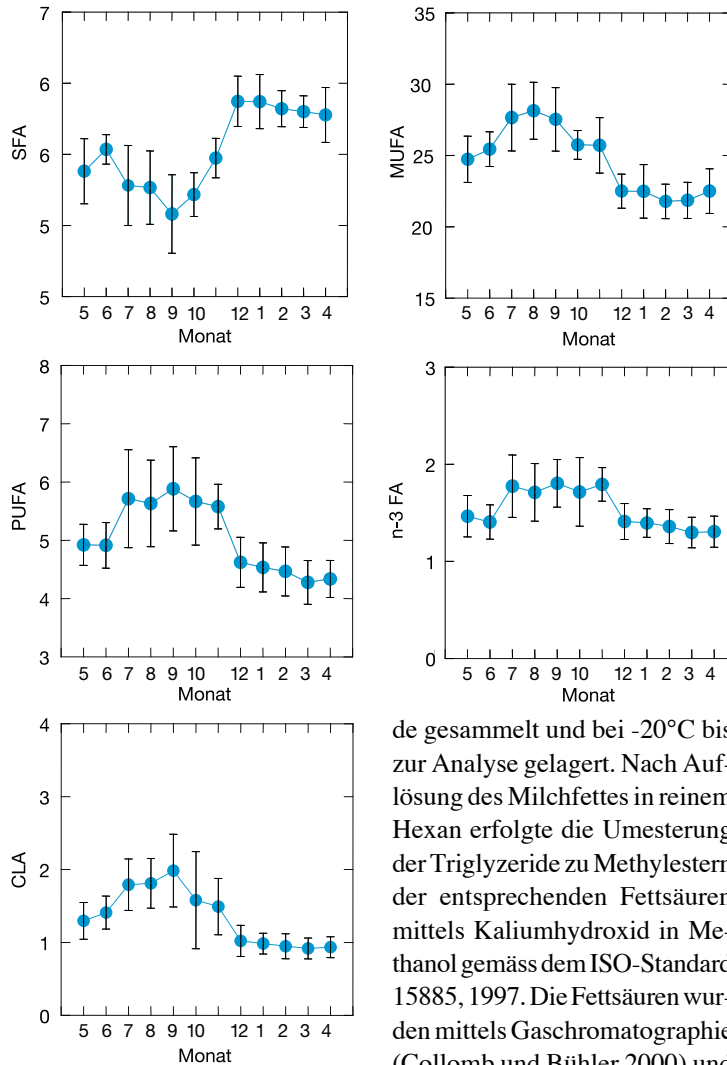 7
6
6
5
5
SFA
5 6 7 8 9 10 12 1 2 3 4
Monat
35
30
25
20
15
MUFA
5 6 7 8 9 10 12 1 2 3 4
Monat
8
7
6
5
4
3
PUFA
5 6 7 8 9 10 12 1 2 3 4
Monat
3
2
1
0
n-3 FA
5 6 7 8 9 10 12 1 2 3 4
Monat
4
3
2
1
0
CLA
5 6 7 8 9 10 12 1 2 3 4
Monat
de gesammelt und bei -20°C bis
zur Analyse gelagert. Nach Auf-
lösung des Milchfettes in reinem
Hexan erfolgte die Umesterung
der Triglyzeride zu Methylestern
der entsprechenden Fettsäuren
mittels Kaliumhydroxid in Me-
thanol gemäss dem ISO-Standard
15885, 1997. Die Fettsäuren wur-
den mittels Gaschromatographie
(Collomb und Bühler 2000) und